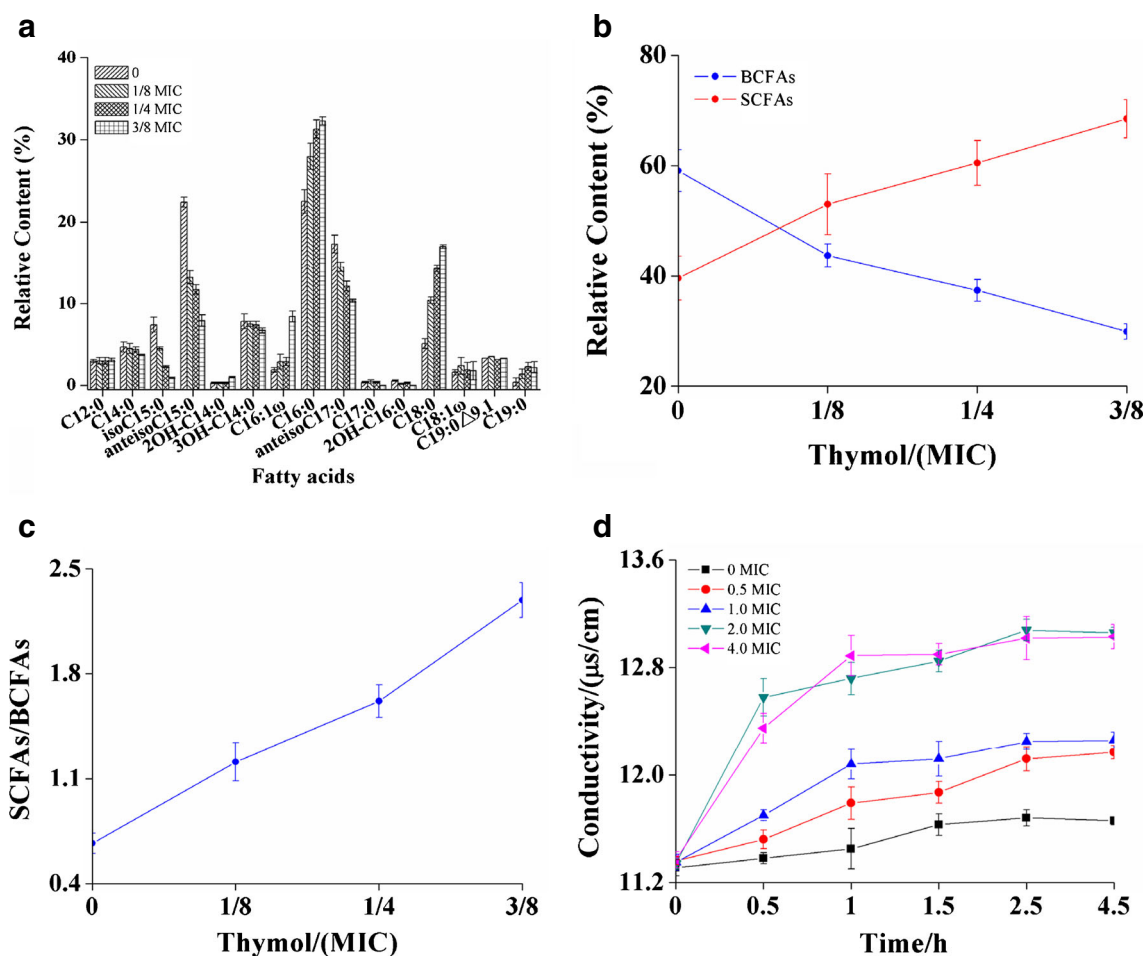 a
40
30
20
10
0
Relative Content (%)
0
1/8 MIC
1/4 MIC
3/8 MIC
C12:0
C14:0
isoC15:0
anteisoC15:0
2OH-C14:0
3OH-C14:0
C16:1ω
C16:0
anteisoC17:0
C17:0
2OH-C16:0
C18:0
C18:1ω
C19:0△9,1
C19:0
Fatty acids
b
80
60
40
20
Relative Content (%)
BCFAs
SCFAs
0 1/8 1/4 3/8
Thymol/(MIC)
c
2.5
1.8
1.1
0.4
SCFAs/BCFAs
0 1/8 1/4 3/8
Thymol/(MIC)
d
13.6
12.8
12.0
11.2
Conductivity/(μs/cm)
0 MIC
0.5 MIC
1.0 MIC
2.0 MIC
4.0 MIC
0 0.5 1 1.5 2.5 4.5
Time/h